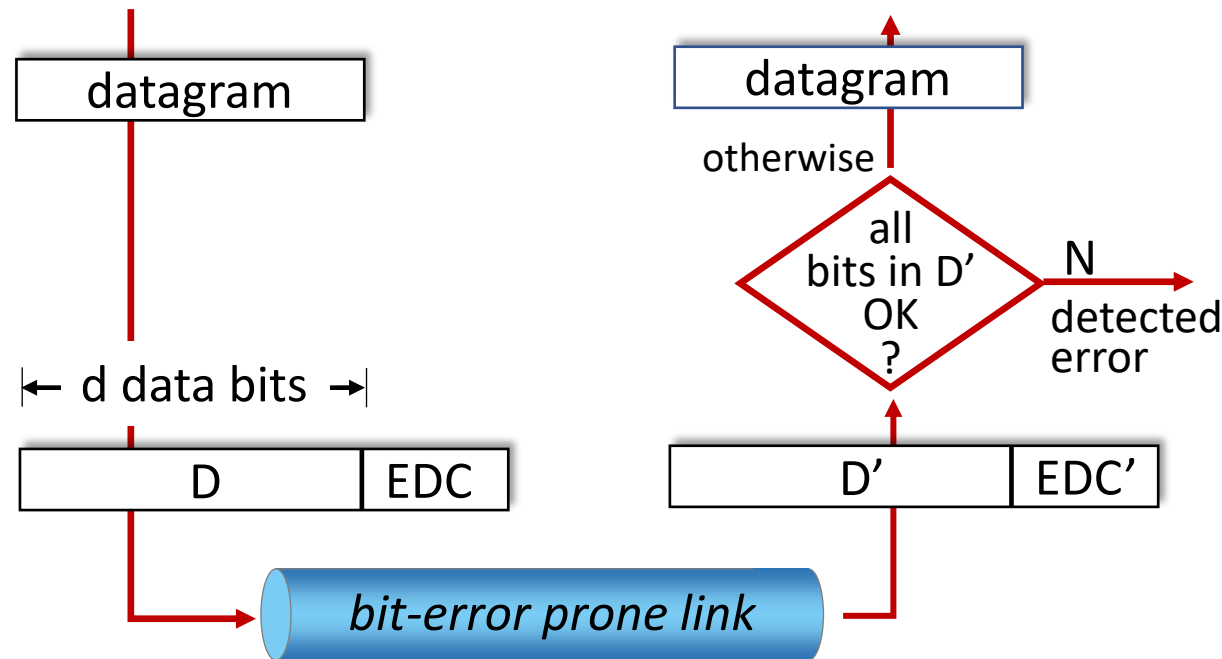 datagram
d data bits
D
EDC
bit-error prone link
datagram
otherwise
all
bits in D’
OK
?
N
detected
error
D’
EDC’